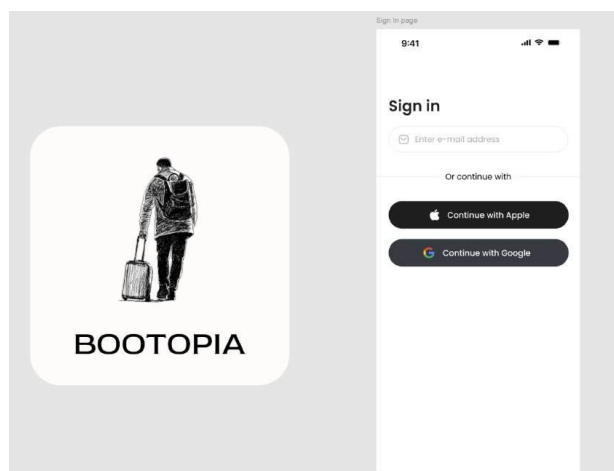 Sign In page
9:41
Sign in
Enter e-mail address
Or continue with
Continue with Apple
Continue with Google
BOOTOPIA